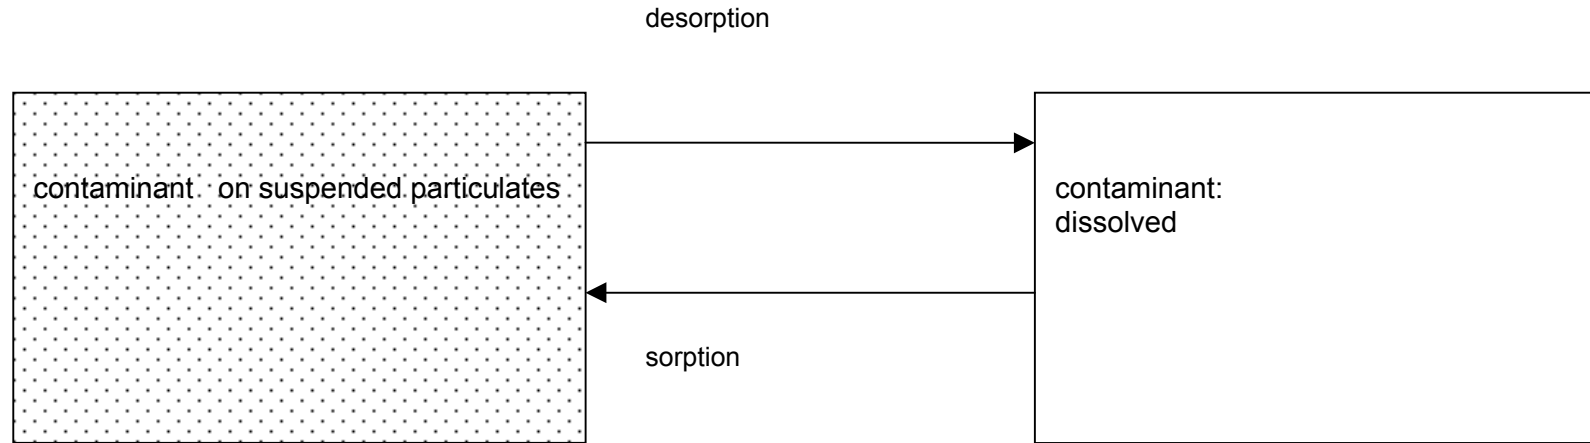 desorption
contaminant on suspended particulates
contaminant:
dissolved
sorption